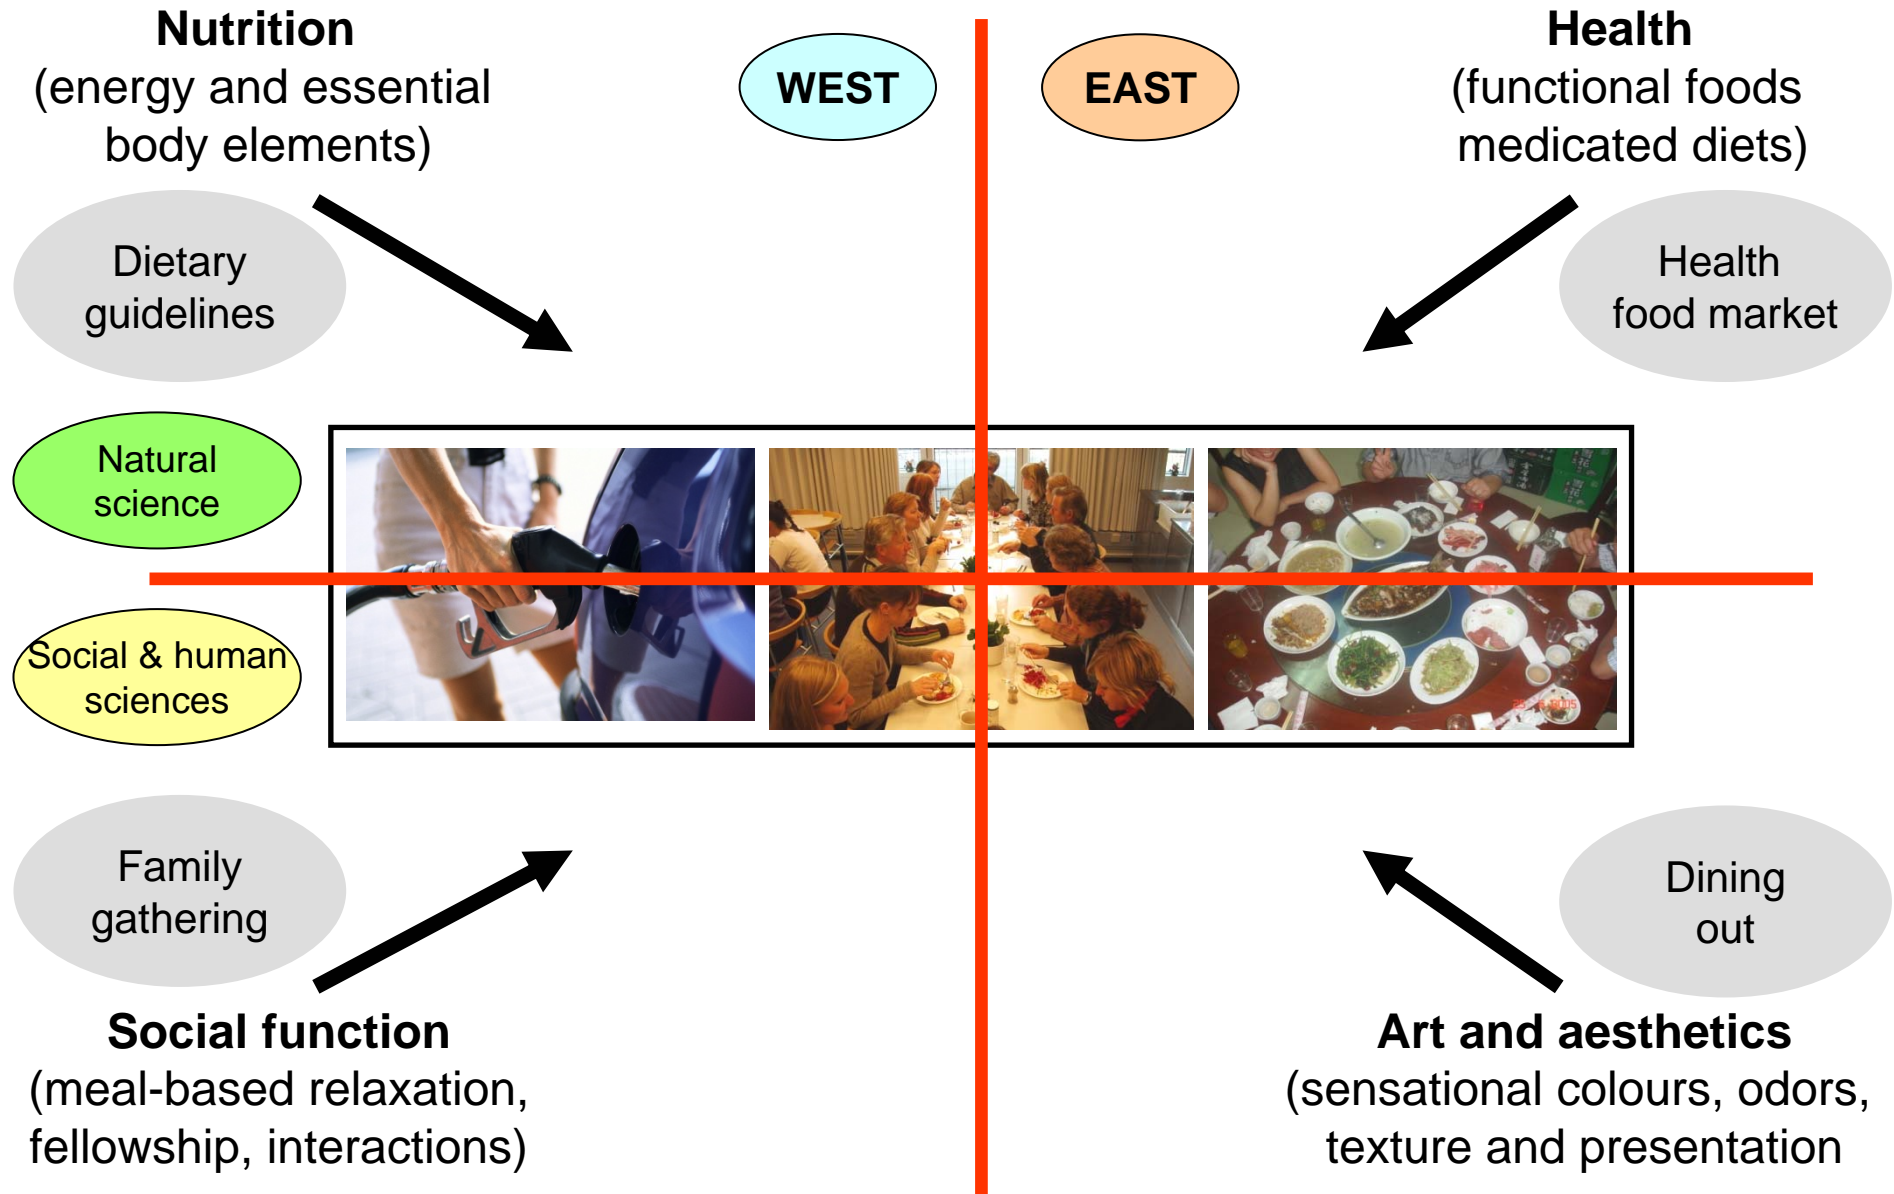 Nutrition
(energy and essential
body elements)
WEST
EAST
Health
(functional foods
medicated diets)
Dietary
guidelines
Health
food market
Natural
science
Social & human
sciences
Family
gathering
Dining
out
Social function
(meal-based relaxation,
fellowship, interactions)
Art and aesthetics
(sensational colours, odors,
texture and presentation